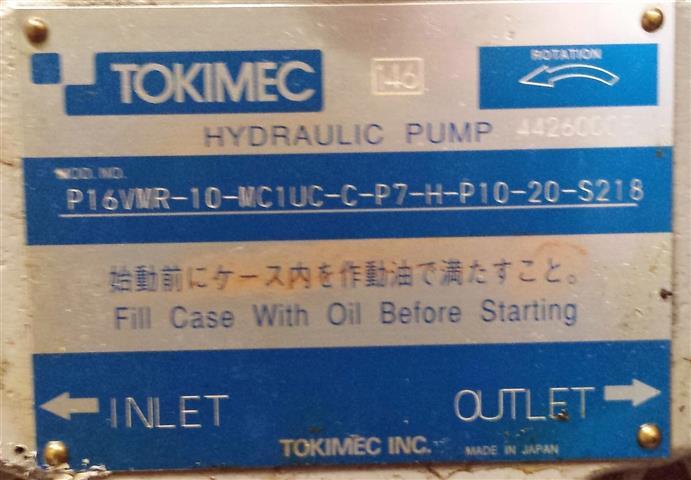 TOKIMEC
146
ROTATION
HYDRAULIC PUMP
MOD. NO.
P16VMR-10-MC1UC-C-P7-H-P10-20-S218
始動前にケース内を作動油で満たすこと。
Fill Case With Oil Before Starting
INLET
OUTLET
TOKIMEC INC. MADE IN JAPAN